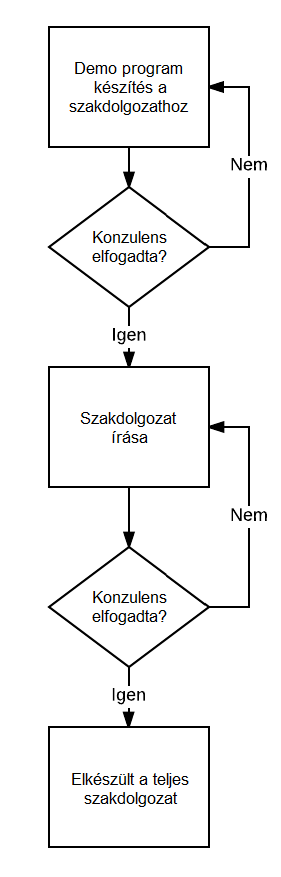 Demo program
készítés a
szakdolgozathoz
Nem
Konzulens
elfogadta?
Igen
Szakdolgozat
írása
Nem
Konzulens
elfogadta?
Igen
Elkészült a teljes
szakdolgozat